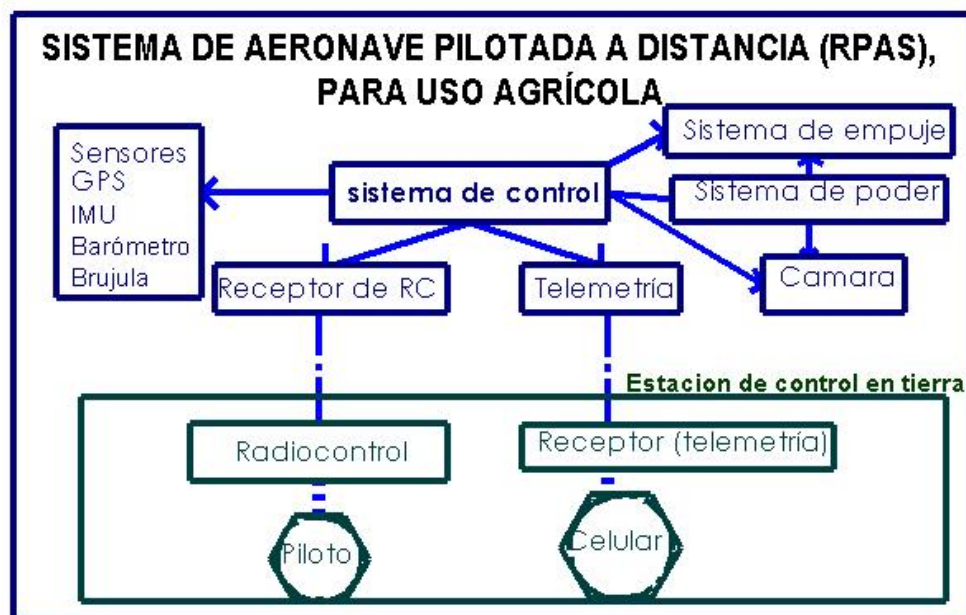 SISTEMA DE AERONAVE PILOTADA A DISTANCIA (RPAS),
PARA USO AGRÍCOLA
Sensores
GPS
IMU
Barómetro
Brujula
sistema de control
Sistema de empuje
Sistema de poder
Camara
Receptor de RC
Telemetría
Estacion de control en tierra
Radiocontrol
Receptor (telemetría)
Piloto
Celular